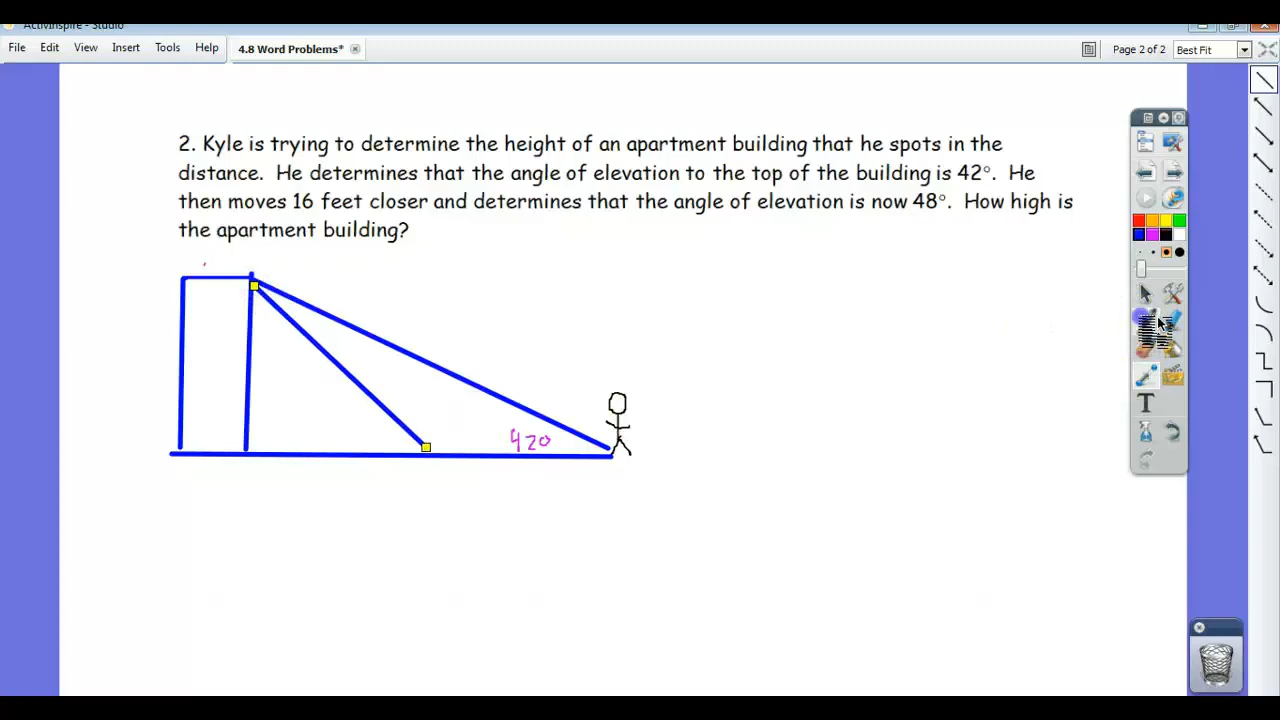 ActivInspire - Studio
File Edit View Insert Tools Help 4.8 Word Problems* Page 2 of 2 Best Fit
2. Kyle is trying to determine the height of an apartment building that he spots in the
distance. He determines that the angle of elevation to the top of the building is 42°. He
then moves 16 feet closer and determines that the angle of elevation is now 48°. How high is
the apartment building?
42°
T